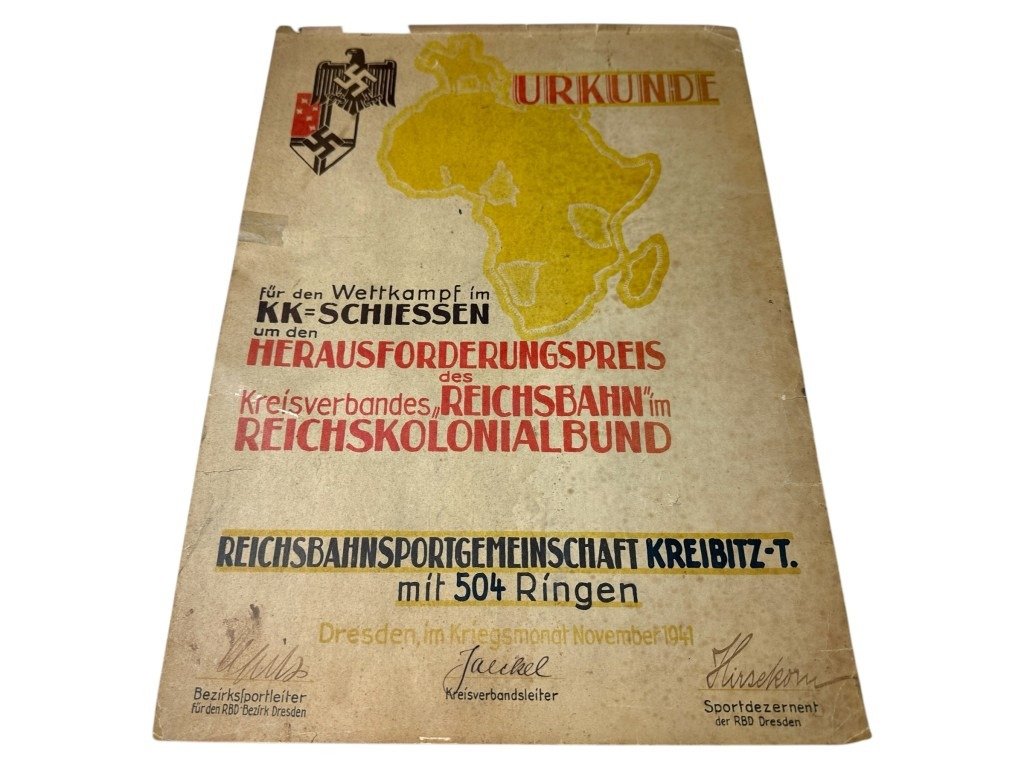 URKUNDE
für den Wettkampf im
KK=SCHIESSEN
um den
HERAUSFORDERUNGSPREIS
des
Kreisverbandes „REICHSBAHN“ im
REICHSKOLONIALBUND
REICHSBAHNSPORTGEMEINSCHAFT KREIBITZ-T.
mit 504 Ringen
Dresden, im Kriegsmonat November 1941
Jaeckel Hirsekorn
Bezirkssportleiter Kreisverbandsleiter Sportdezernent
für den RBD-Bezirk Dresden der RBD Dresden